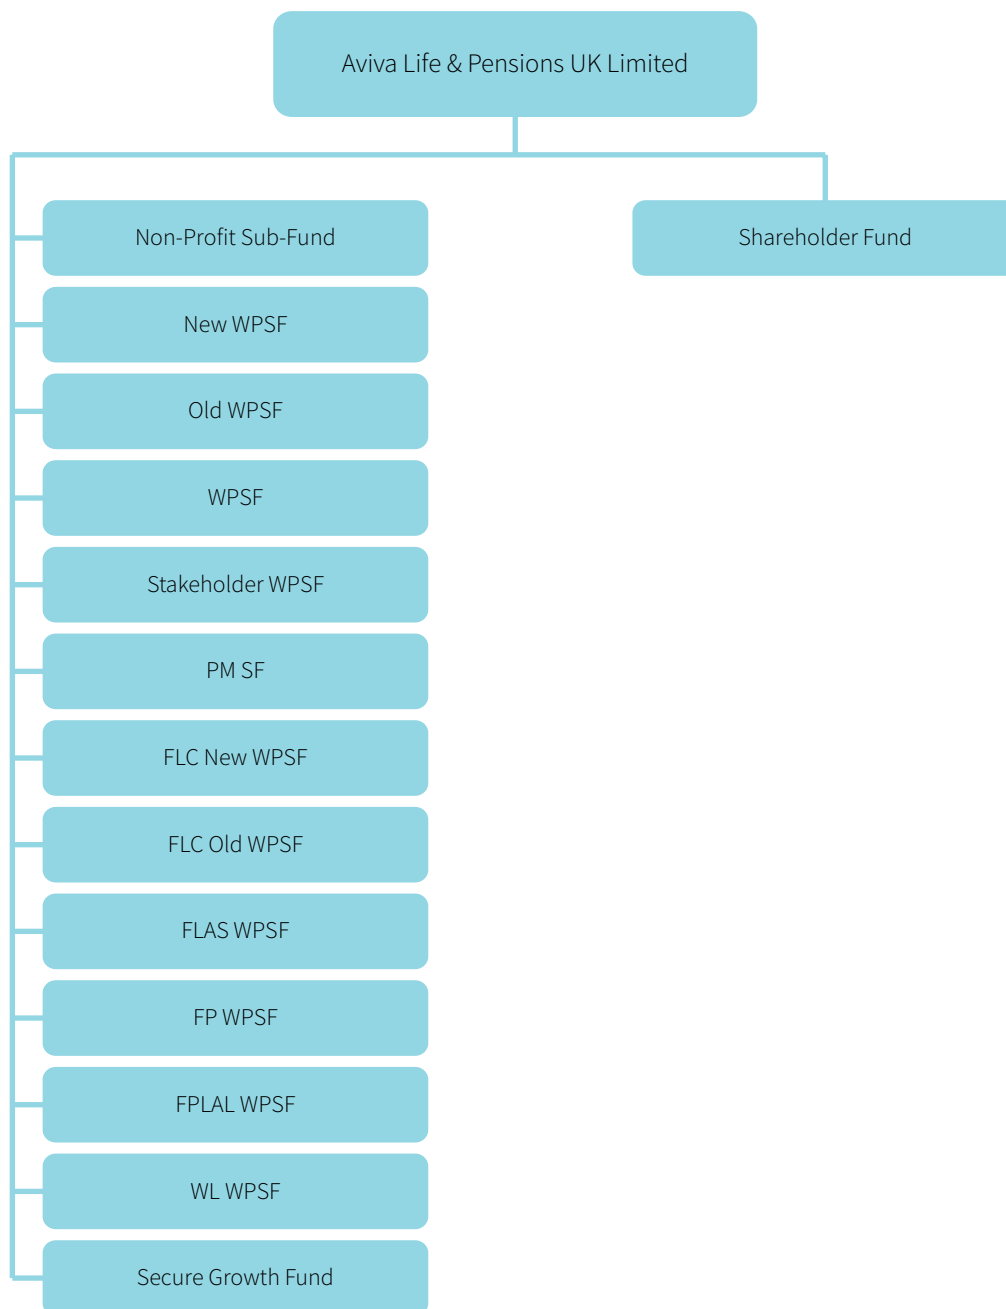 Aviva Life & Pensions UK Limited
Non-Profit Sub-Fund
Shareholder Fund
New WPSF
Old WPSF
WPSF
Stakeholder WPSF
PM SF
FLC New WPSF
FLC Old WPSF
FLAS WPSF
FP WPSF
FPLAL WPSF
WL WPSF
Secure Growth Fund